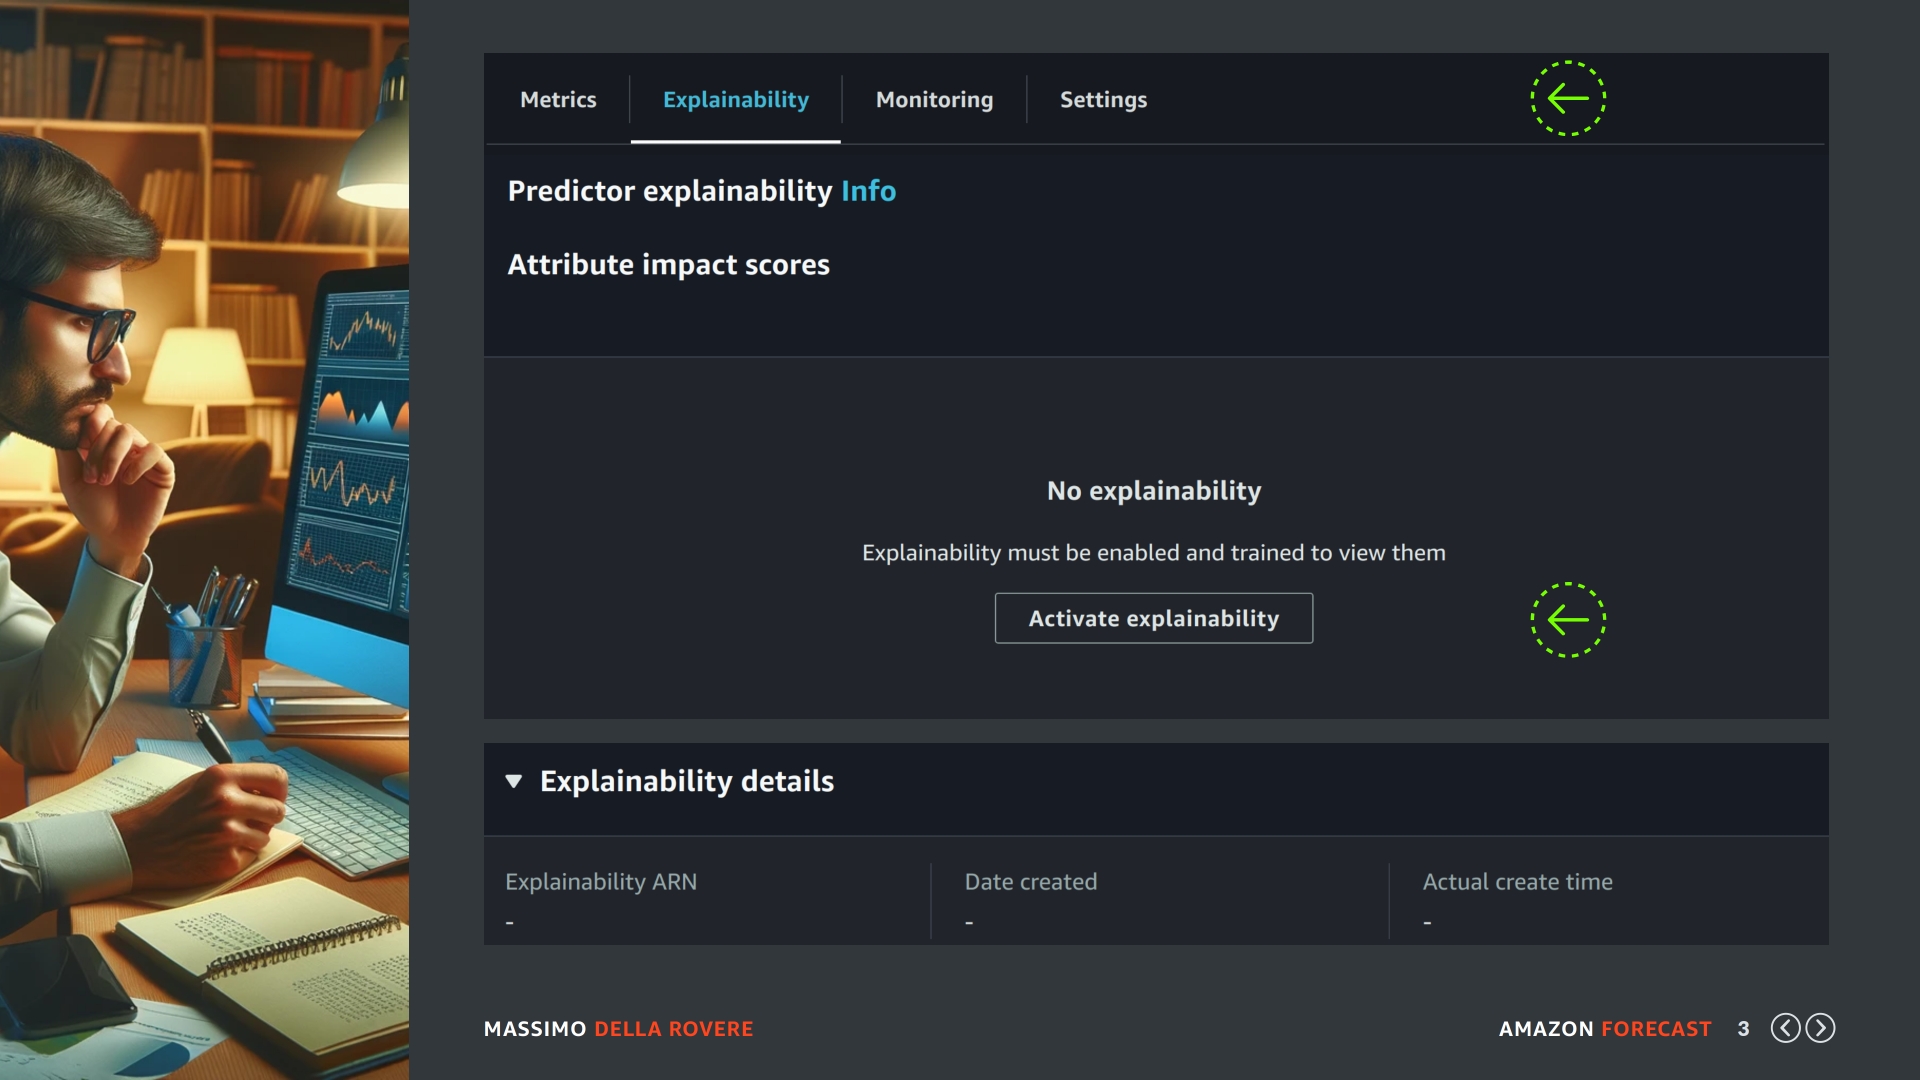 Metrics
Explainability
Monitoring
Settings
Predictor explainability Info
Attribute impact scores
No explainability
Explainability must be enabled and trained to view them
Activate explainability
Explainability details
Explainability ARN
-
Date created
-
Actual create time
-
MASSIMO DELLA ROVERE
AMAZON FORECAST 3